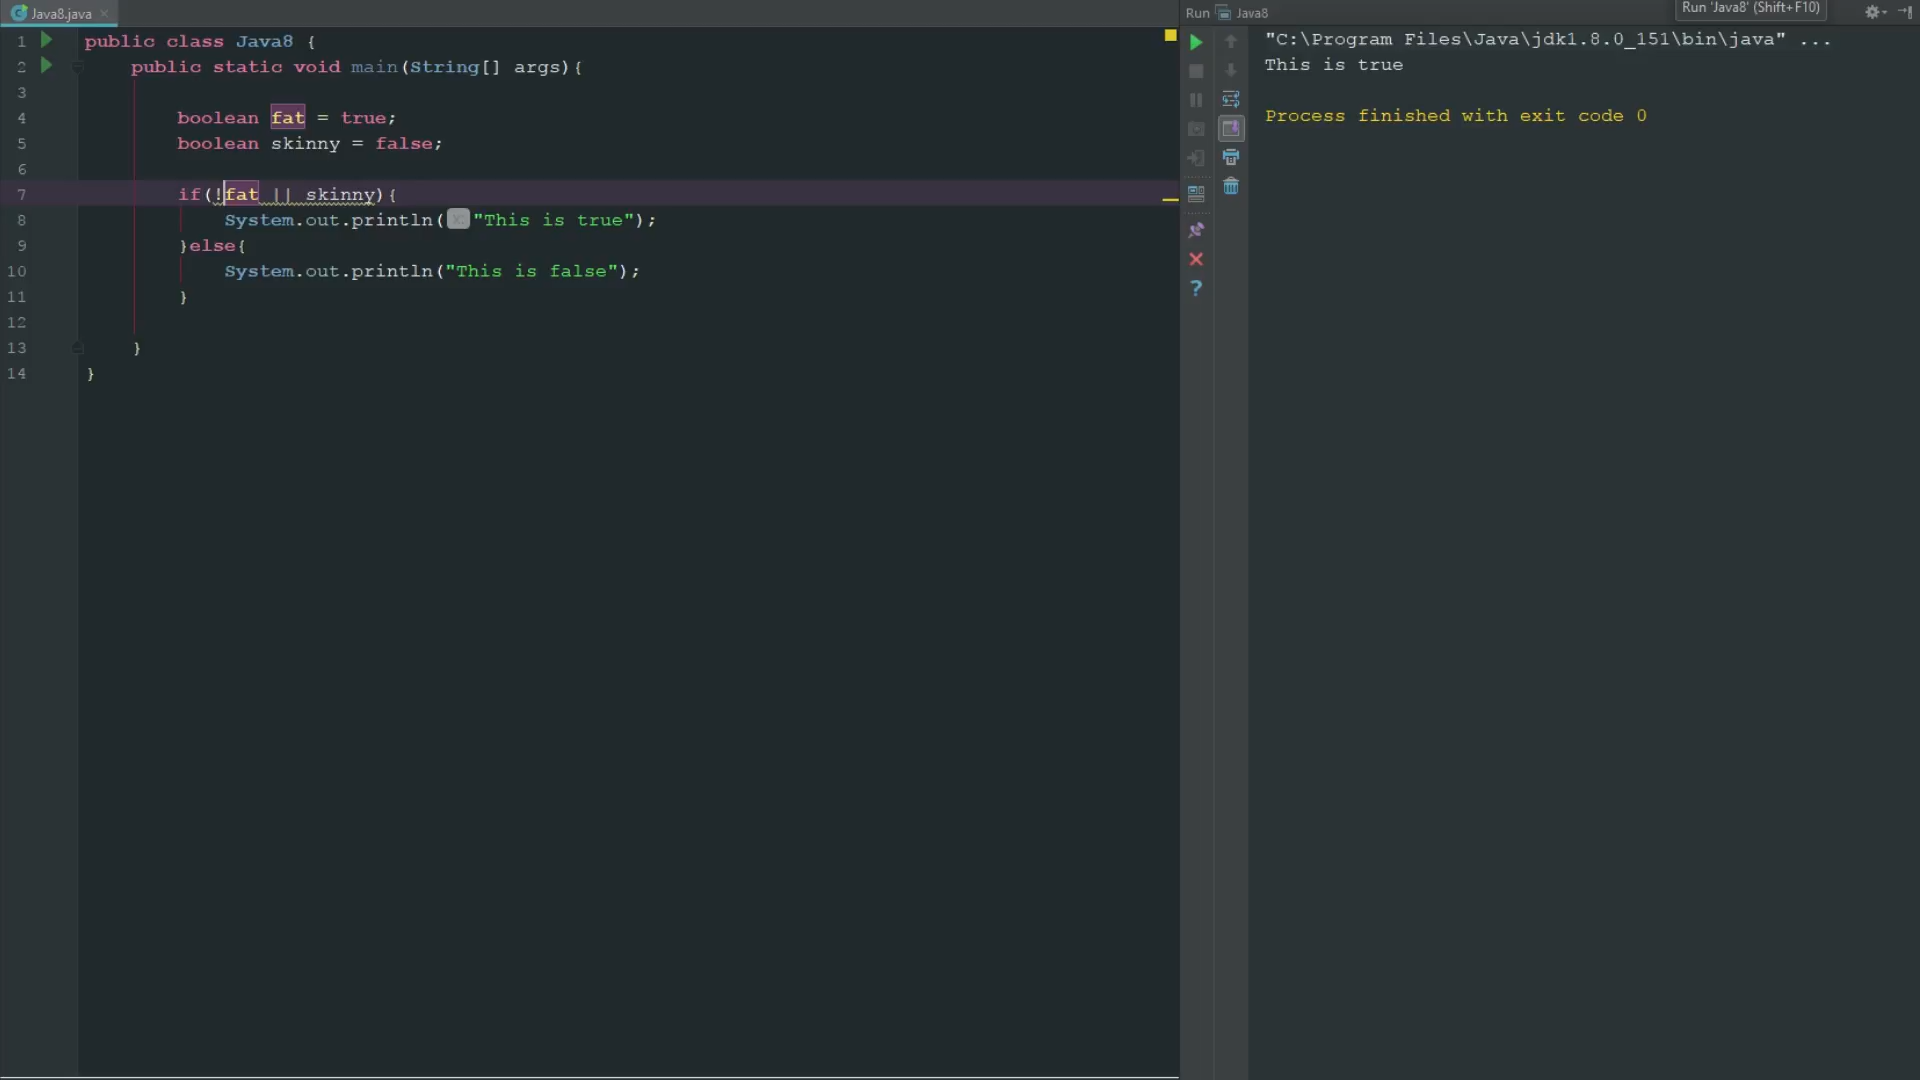 Java8.java
1 public class Java8 {
2 public static void main(String[] args){
3
4 boolean fat = true;
5 boolean skinny = false;
6
7 if(!fat || skinny){
8 System.out.println(x: "This is true");
9 }else{
10 System.out.println("This is false");
11 }
12
13 }
14 }
Run Java8
Run 'Java8' (Shift+F10)
"C:\Program Files\Java\jdk1.8.0_151\bin\java" ...
This is true
Process finished with exit code 0